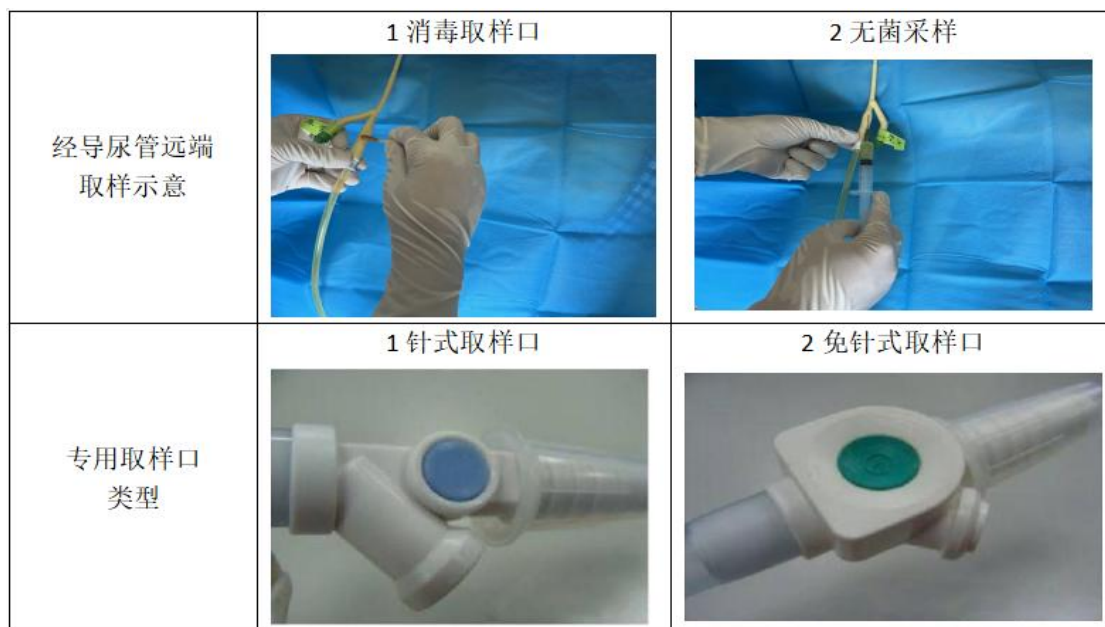 1 消毒取样口
2 无菌采样
经导尿管远端
取样示意
1 针式取样口
2 免针式取样口
专用取样口
类型